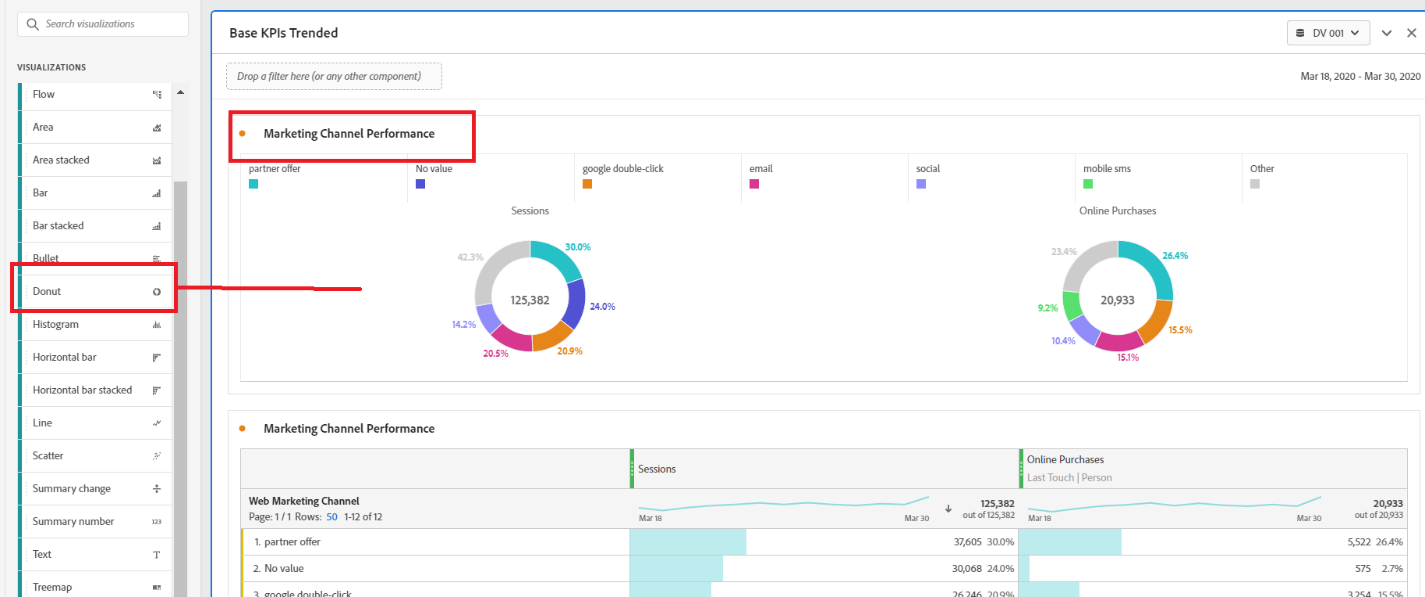 Search visualizations
VISUALIZATIONS
Flow
Area
Area stacked
Bar
Bar stacked
Bullet
Donut
Histogram
Horizontal bar
Horizontal bar stacked
Line
Scatter
Summary change
Summary number
123
Text
T
Treemap
Base KPIs Trended
DV 001
Drop a filter here (or any other component)
Mar 18, 2020 - Mar 30, 2020
Marketing Channel Performance
partner offer
No value
google double-click
email
social
mobile sms
Other
Sessions
42.3%
30.0%
125,382
24.0%
14.2%
20.5%
20.9%
Online Purchases
23.4%
26.4%
20,933
9.2%
15.5%
10.4%
15.1%
Marketing Channel Performance
Sessions
Online Purchases
Last Touch | Person
Web Marketing Channel
Page: 1 / 1 Rows: 50 1-12 of 12
Mar 18
Mar 30
125,382
out of 125,382
Mar 18
Mar 30
20,933
out of 20,933
1. partner offer 37,605 30.0% 5,522 26.4%
2. No value 30,068 24.0% 575 2.7%
3. google double-click 26,246 20.9% 3,254 15.5%